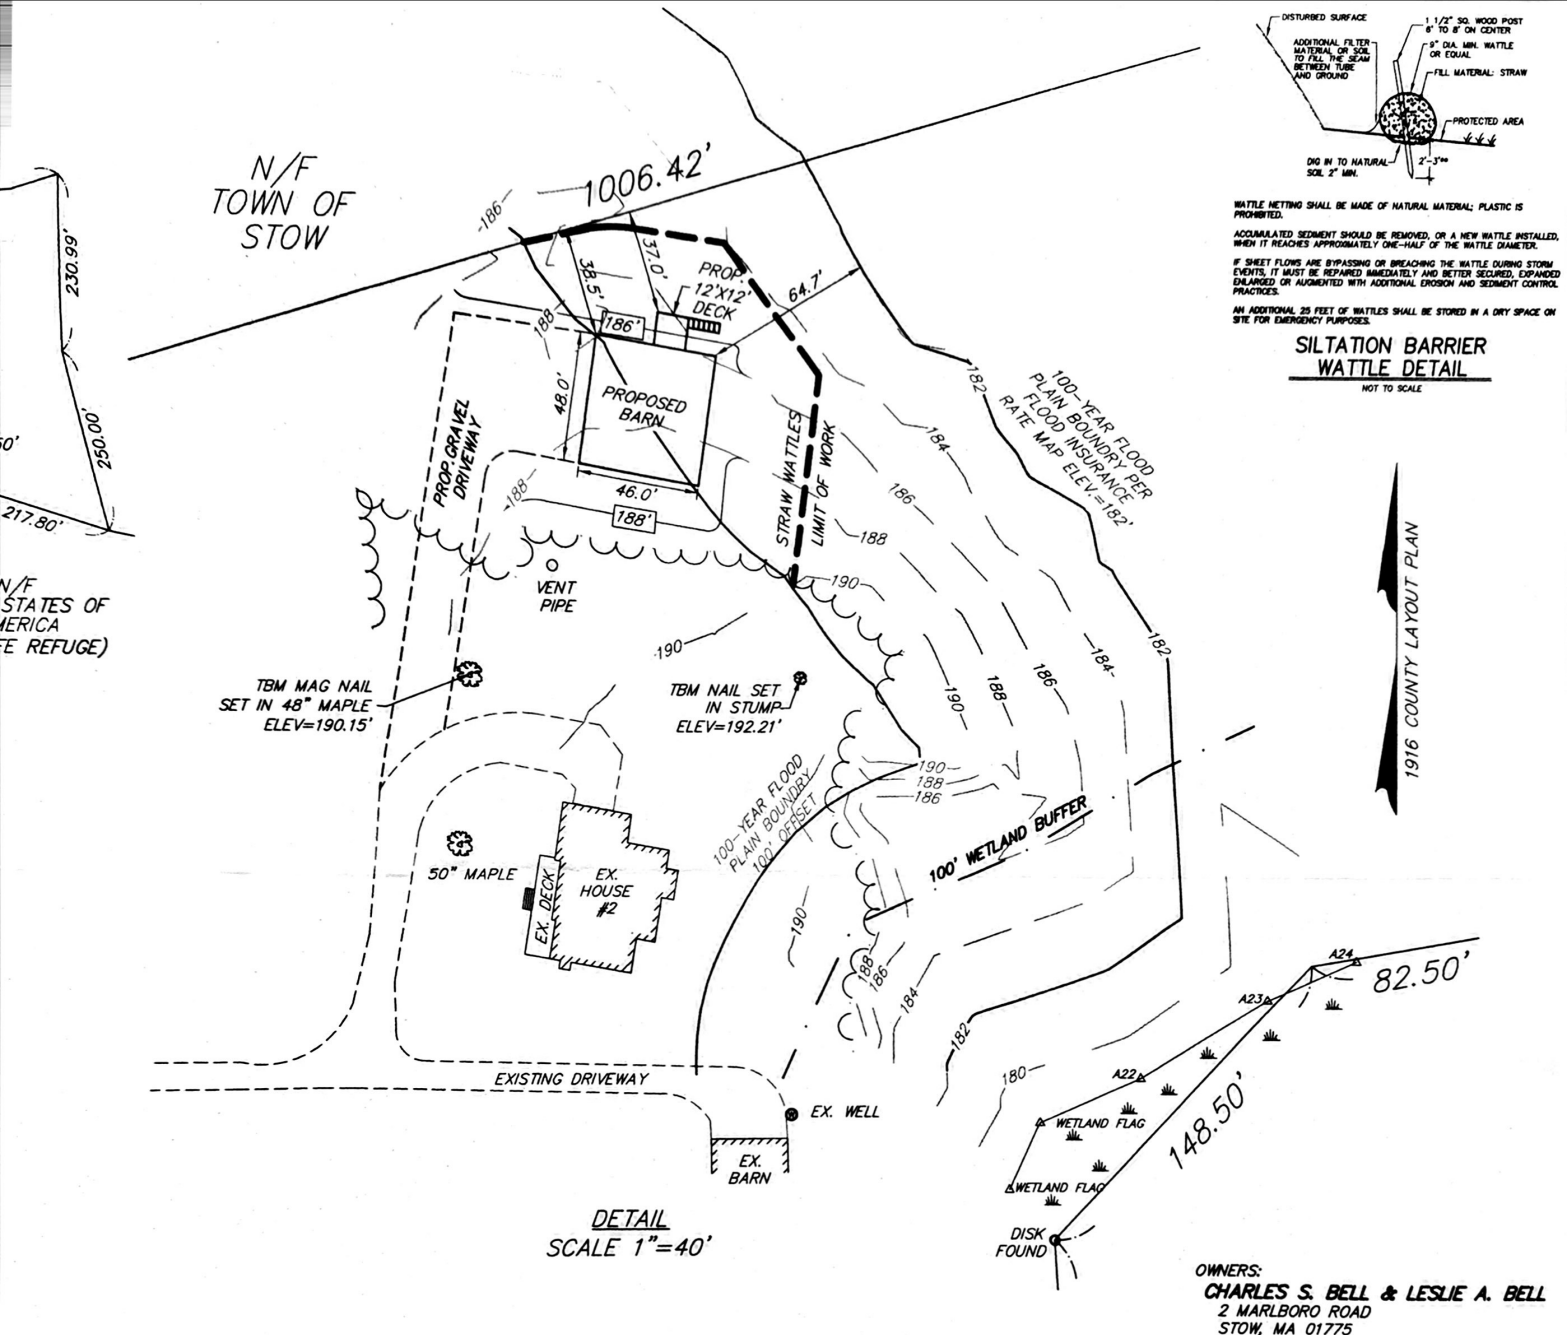 DISTURBED SURFACE
1 1/2" SQ. WOOD POST
6' TO 8' ON CENTER
ADDITIONAL FILTER
MATERIAL OR SOIL
TO FILL THE SEAM
BETWEEN TUBE
AND GROUND
9" DIA. MIN. WATTLE
OR EQUAL
FILL MATERIAL: STRAW
PROTECTED AREA
DIG IN TO NATURAL
SOIL 2" MIN.
2'-3'
WATTLE NETTING SHALL BE MADE OF NATURAL MATERIAL; PLASTIC IS
PROHIBITED.
ACCUMULATED SEDIMENT SHOULD BE REMOVED, OR A NEW WATTLE INSTALLED,
WHEN IT REACHES APPROXIMATELY ONE-HALF OF THE WATTLE DIAMETER.
IF SHEET FLOWS ARE BYPASSING OR BREACHING THE WATTLE DURING STORM
EVENTS, IT MUST BE REPAIRED IMMEDIATELY AND BETTER SECURED, EXPANDED
ENLARGED OR AUGMENTED WITH ADDITIONAL EROSION AND SEDIMENT CONTROL
PRACTICES.
AN ADDITIONAL 25 FEET OF WATTLES SHALL BE STORED IN A DRY SPACE ON
SITE FOR EMERGENCY PURPOSES.
SILTATION BARRIER
WATTLE DETAIL
NOT TO SCALE
N/F
TOWN OF
STOW
1006.42'
186
230.99'
250.00'
217.80'
N/F
STATES OF
REFUGE)
38.5'
37.0'
PROP.
12'X12'
DECK
64.7'
188
186'
48.0'
PROPOSED
BARN
46.0'
188'
188
PROP.GRAVEL
DRIVEWAY
STRAW WATTLES
LIMIT OF WORK
182
100-YEAR FLOOD
PLAIN BOUNDRY PER
FLOOD INSURANCE
RATE MAP ELEV.=182'
184
186
188
190
VENT
PIPE
190
TBM MAG NAIL
SET IN 48" MAPLE
ELEV=190.15'
TBM NAIL SET
IN STUMP
ELEV=192.21'
190
188
186
184
182
1916 COUNTY LAYOUT PLAN
190
188
186
100-YEAR FLOOD
PLAIN BOUNDRY
100' OFFSET
100' WETLAND BUFFER
50" MAPLE
EX. DECK
EX.
HOUSE
#2
190
188
186
184
182
180
A24
82.50'
A23
A22
WETLAND FLAG
WETLAND FLAG
148.50'
EXISTING DRIVEWAY
EX. WELL
EX.
BARN
DETAIL
SCALE 1"=40'
DISK
FOUND
OWNERS:
CHARLES S. BELL & LESLIE A. BELL
2 MARLBORO ROAD
STOW, MA 01775